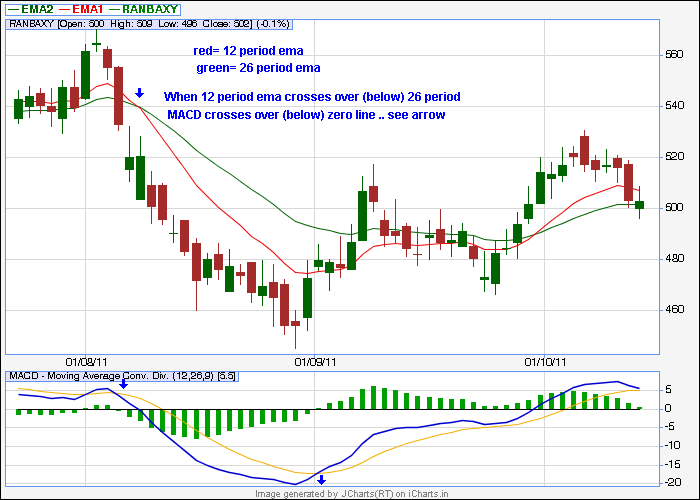 EMA2 EMA1 RANBAXY
RANBAXY [Open: 500 High: 509 Low: 496 Close: 502] (-0.1%)
red= 12 period ema
green= 26 period ema
When 12 period ema crosses over (below) 26 period
MACD crosses over (below) zero line .. see arrow
560
540
520
500
480
460
01/08/11 01/09/11 01/10/11
MACD - Moving Average Conv. Div. (12,26,9) [5.5]
5
0
-5
-10
-15
-20
Image generated by JCharts(RT) on iCharts.in